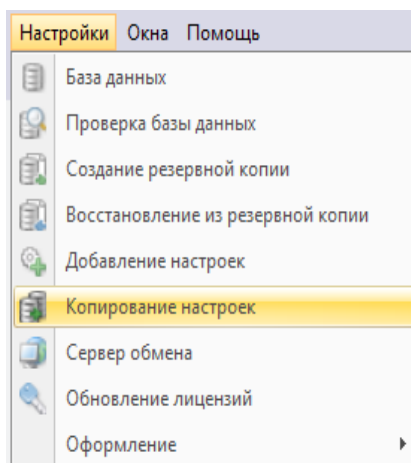 Настройки Окна Помощь
База данных
Проверка базы данных
Создание резервной копии
Восстановление из резервной копии
Добавление настроек
Копирование настроек
Сервер обмена
Обновление лицензий
Оформление